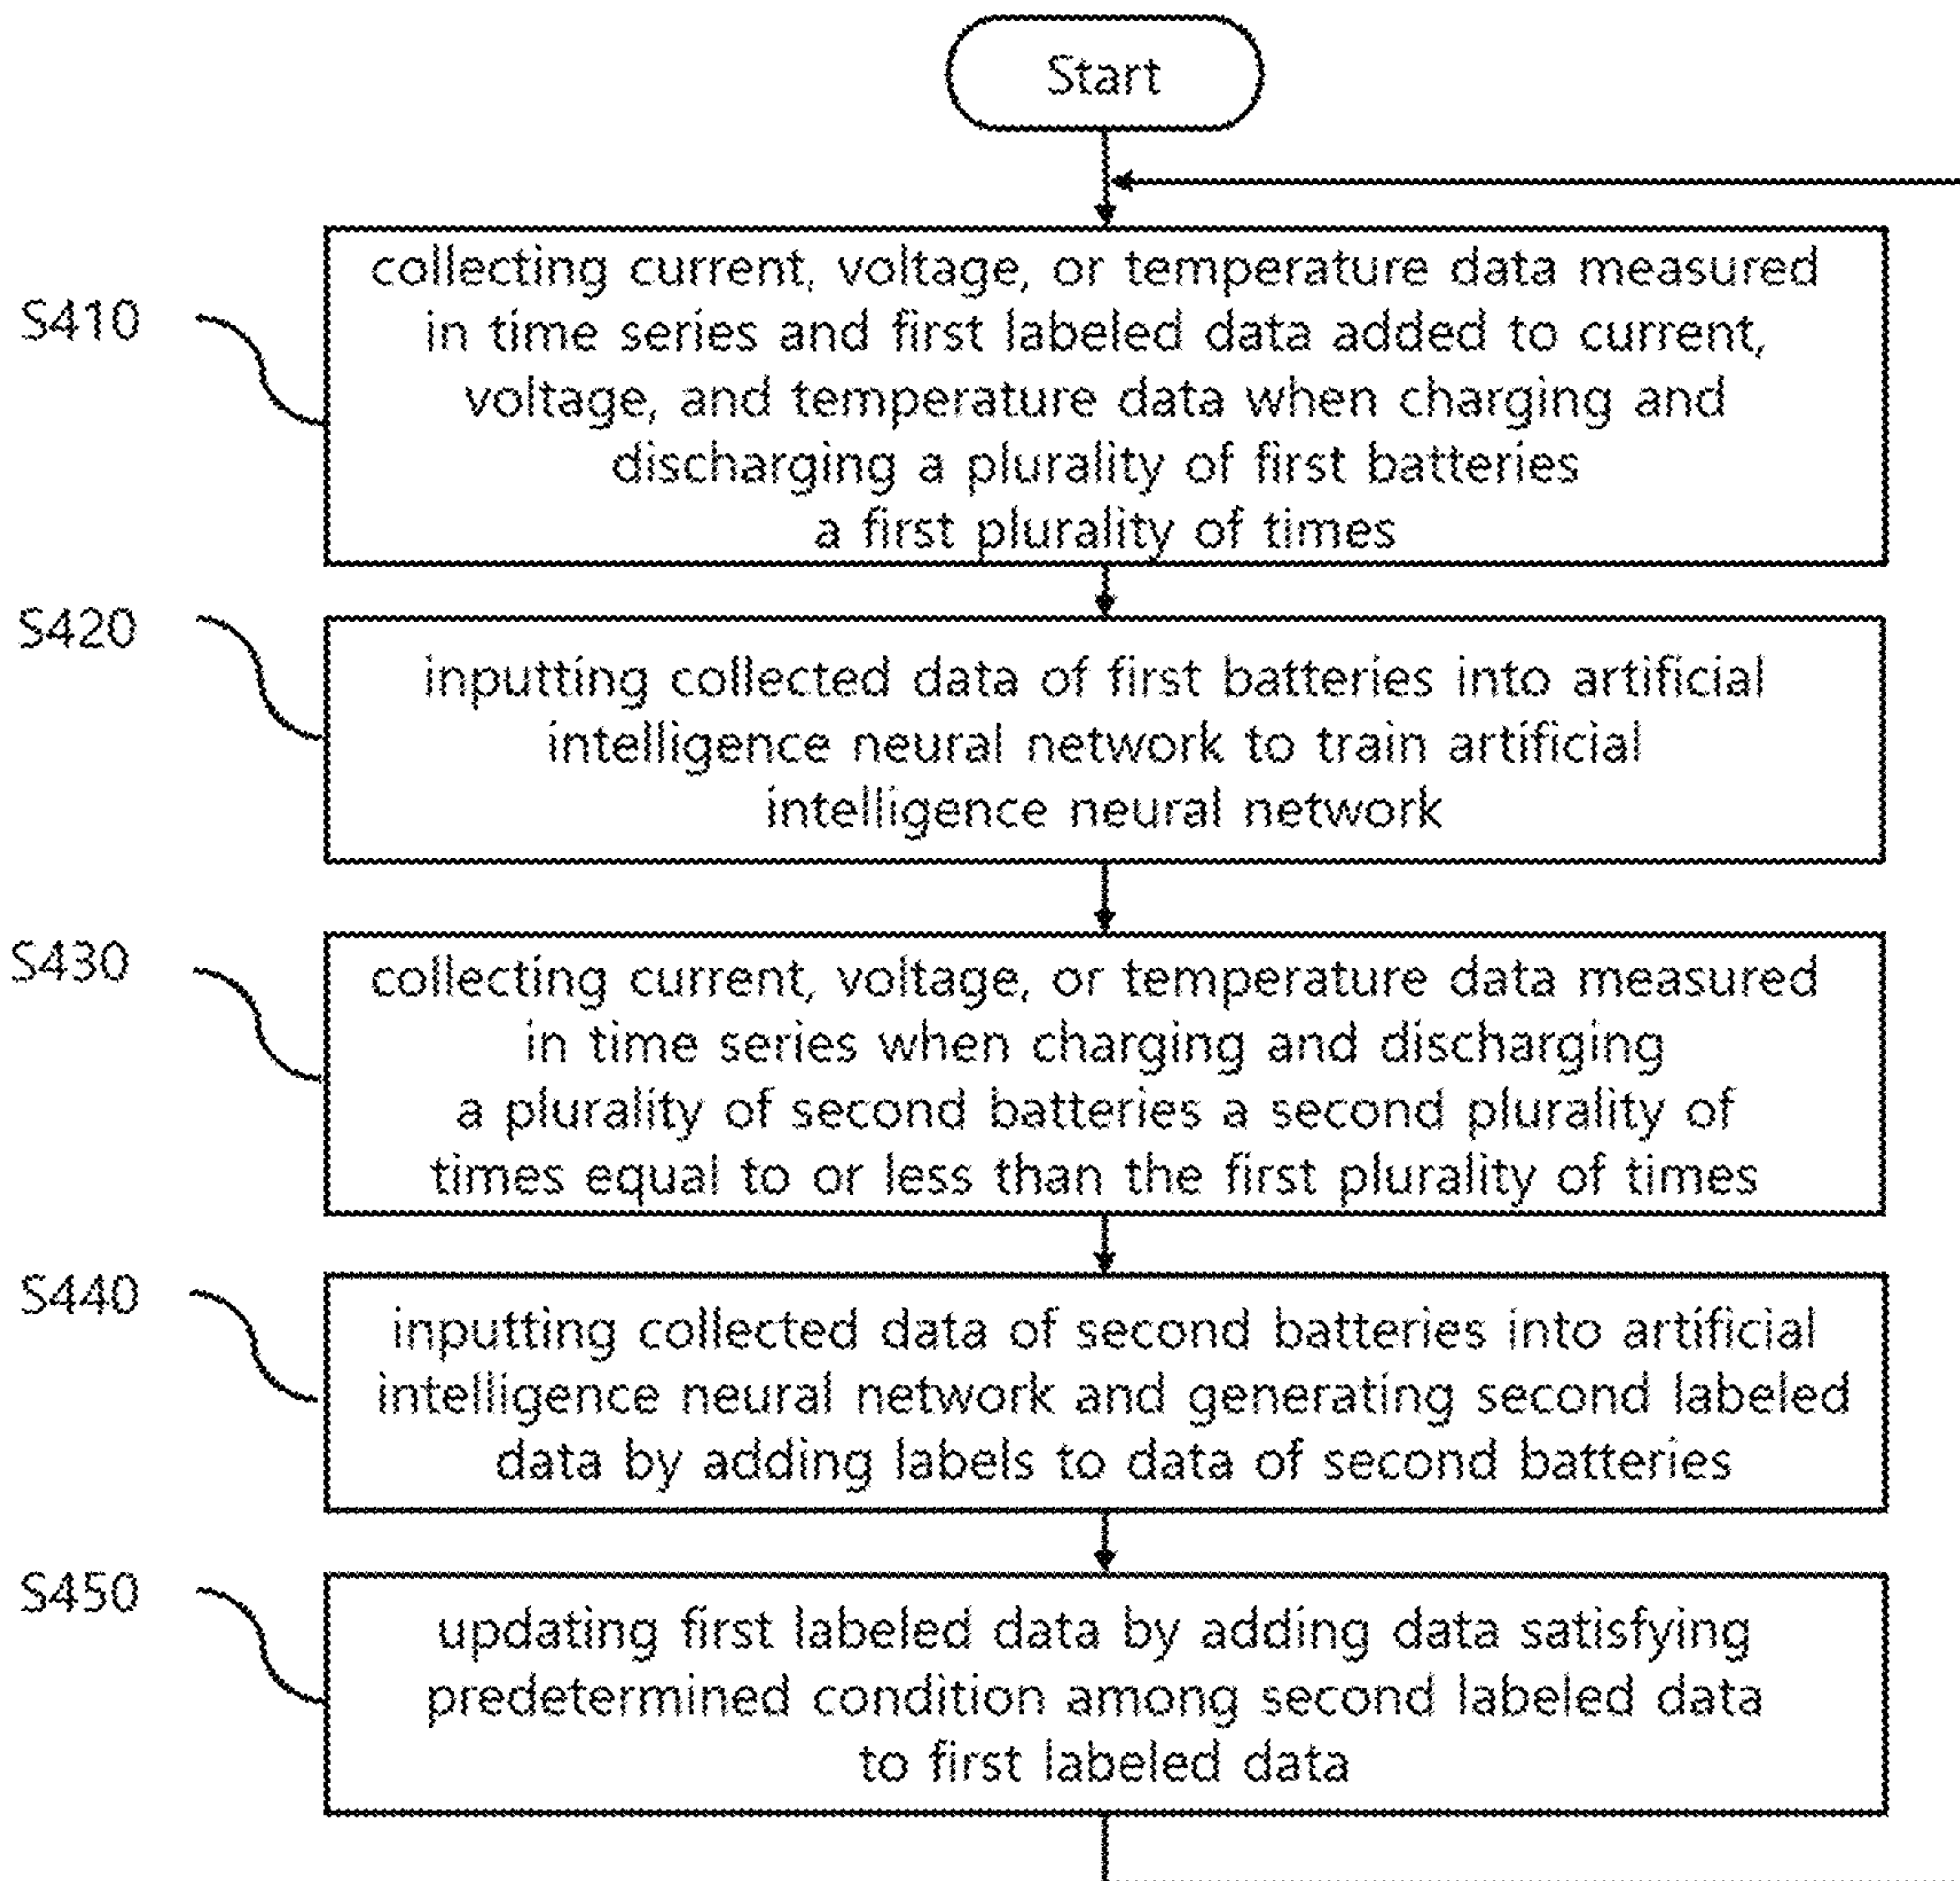 Start
S410
collecting current, voltage, or temperature data measured
in time series and first labeled data added to current,
voltage, and temperature data when charging and
discharging a plurality of first batteries
a first plurality of times
S420
inputting collected data of first batteries into artificial
intelligence neural network to train artificial
intelligence neural network
S430
collecting current, voltage, or temperature data measured
in time series when charging and discharging
a plurality of second batteries a second plurality of
times equal to or less than the first plurality of times
S440
inputting collected data of second batteries into artificial
intelligence neural network and generating second labeled
data by adding labels to data of second batteries
S450
updating first labeled data by adding data satisfying
predetermined condition among second labeled data
to first labeled data